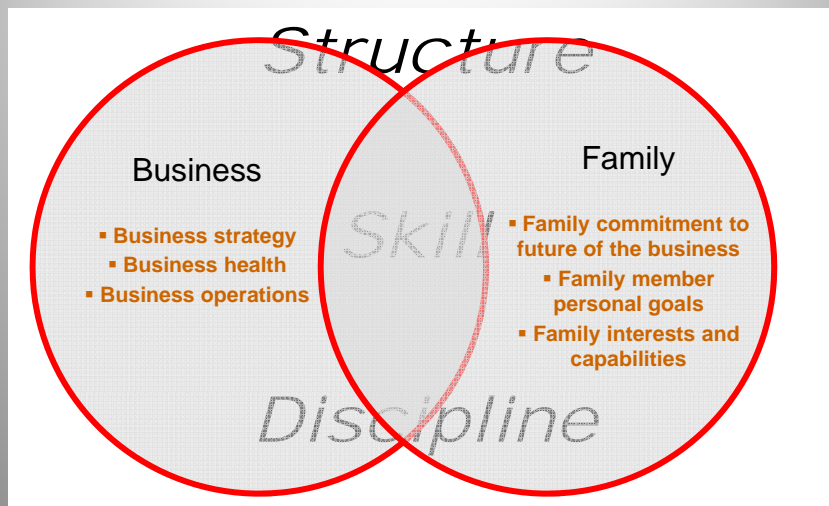 Structure
Business
▪ Business strategy
▪ Business health
▪ Business operations
Skill
Family
▪ Family commitment to
future of the business
▪ Family member
personal goals
▪ Family interests and
capabilities
Discipline